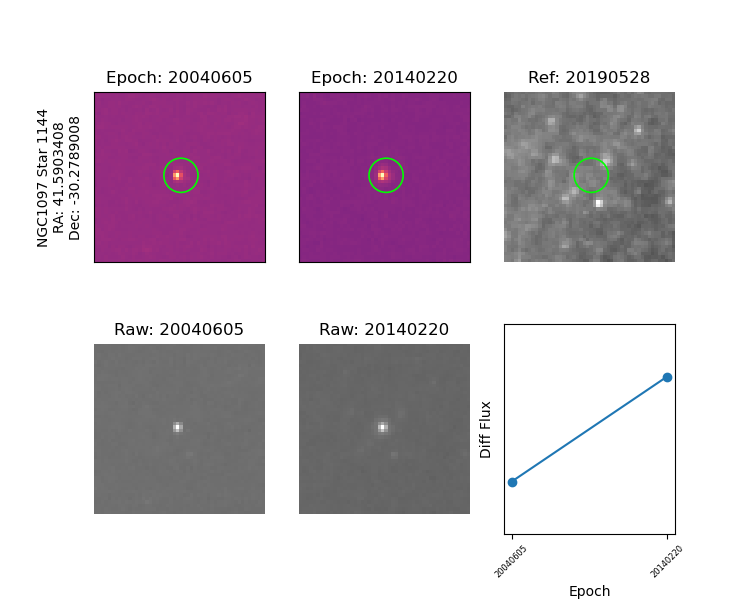 Epoch: 20040605
Epoch: 20140220
Ref: 20190528
NGC1097 Star 1144
RA: 41.5903408
Dec: -30.2789008
Raw: 20040605
Raw: 20140220
Diff Flux
20040605
20140220
Epoch